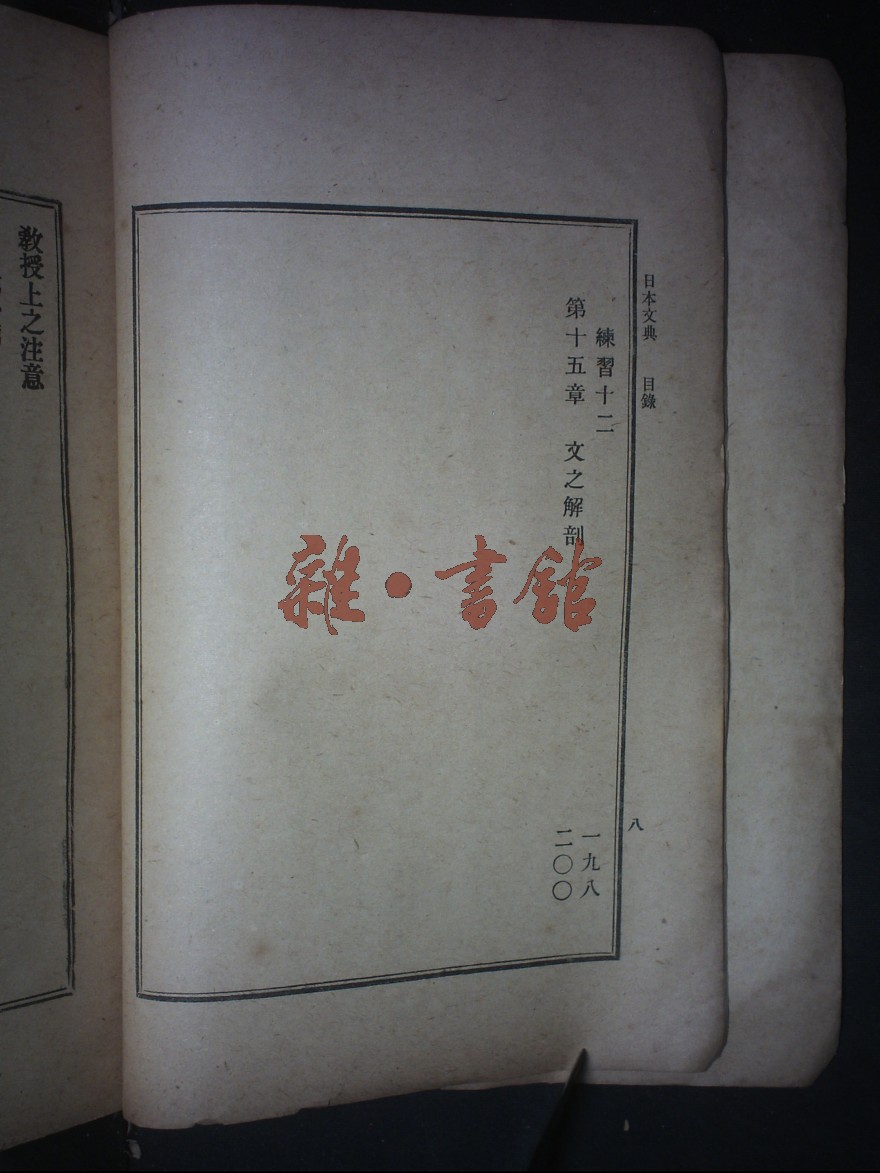 日本文典 目錄 八
練習十二 一九八
第十五章 文之解剖 二〇〇
雜·書館
教授上之注意